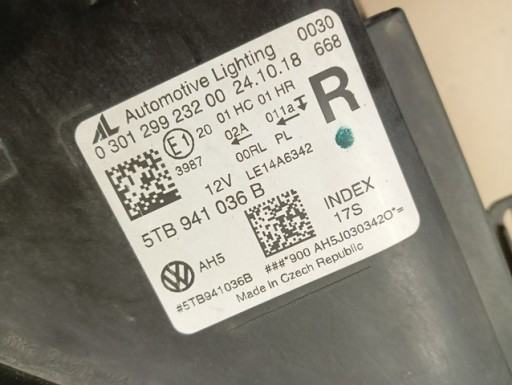 AL Automotive Lighting 0030
0 301 299 232 00 24.10.18 668
E1 20 01 HC 01 HR R
3987 02A 011a
00RL PL
12V LE14A6342
5TB 941 036 B
INDEX
17S
AH5
###*900 AH5J0303420*=
#5TB941036B Made in Czech Republic